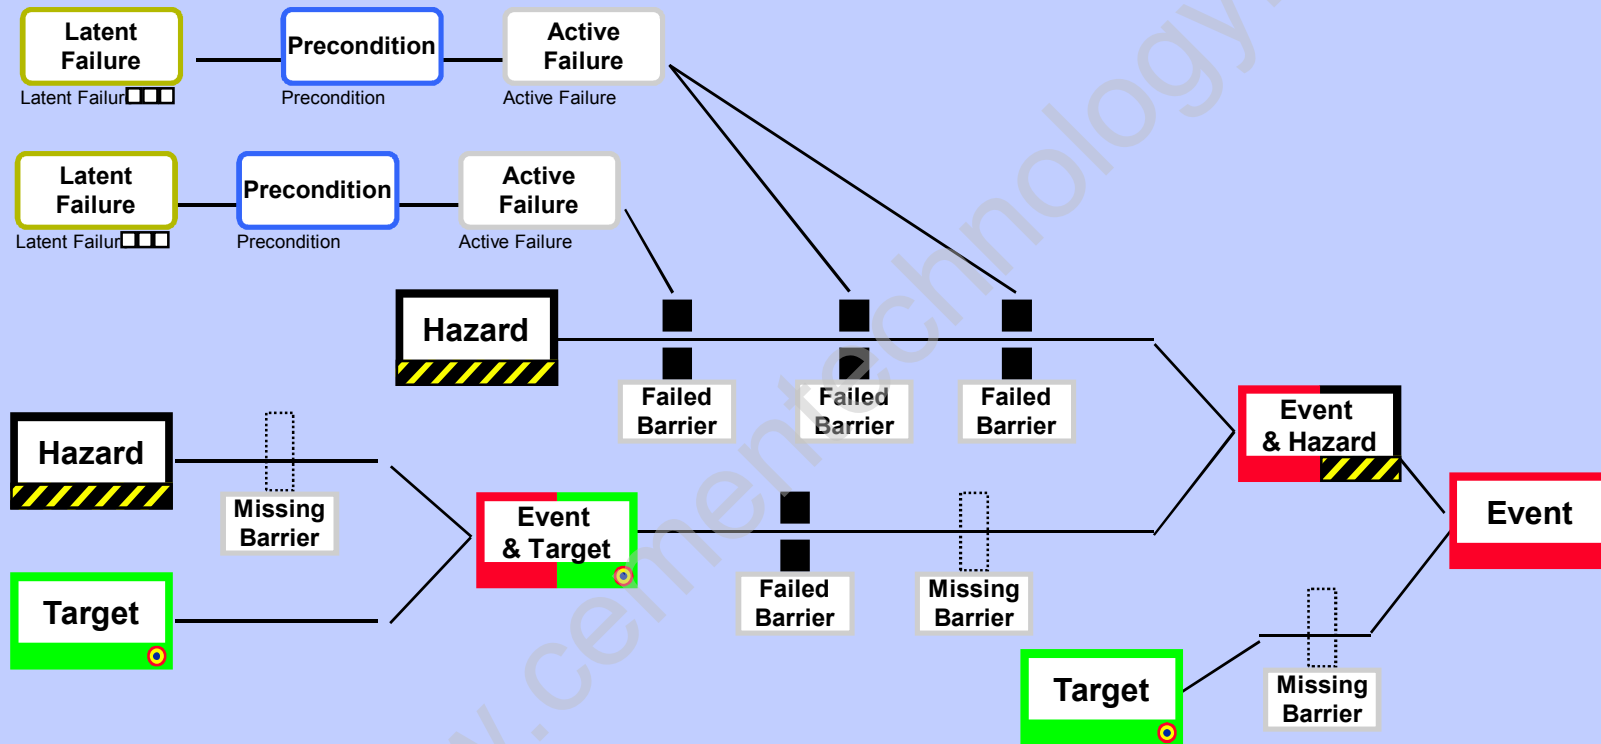 Latent
Failure
Precondition
Active
Failure
Latent Failur
Precondition
Active Failure
Latent
Failure
Precondition
Active
Failure
Latent Failur
Precondition
Active Failure
Hazard
Failed
Barrier
Failed
Barrier
Failed
Barrier
Event
& Hazard
Hazard
Missing
Barrier
Event
& Target
Event
Target
Failed
Barrier
Missing
Barrier
Target
Missing
Barrier
w.cementechnology.